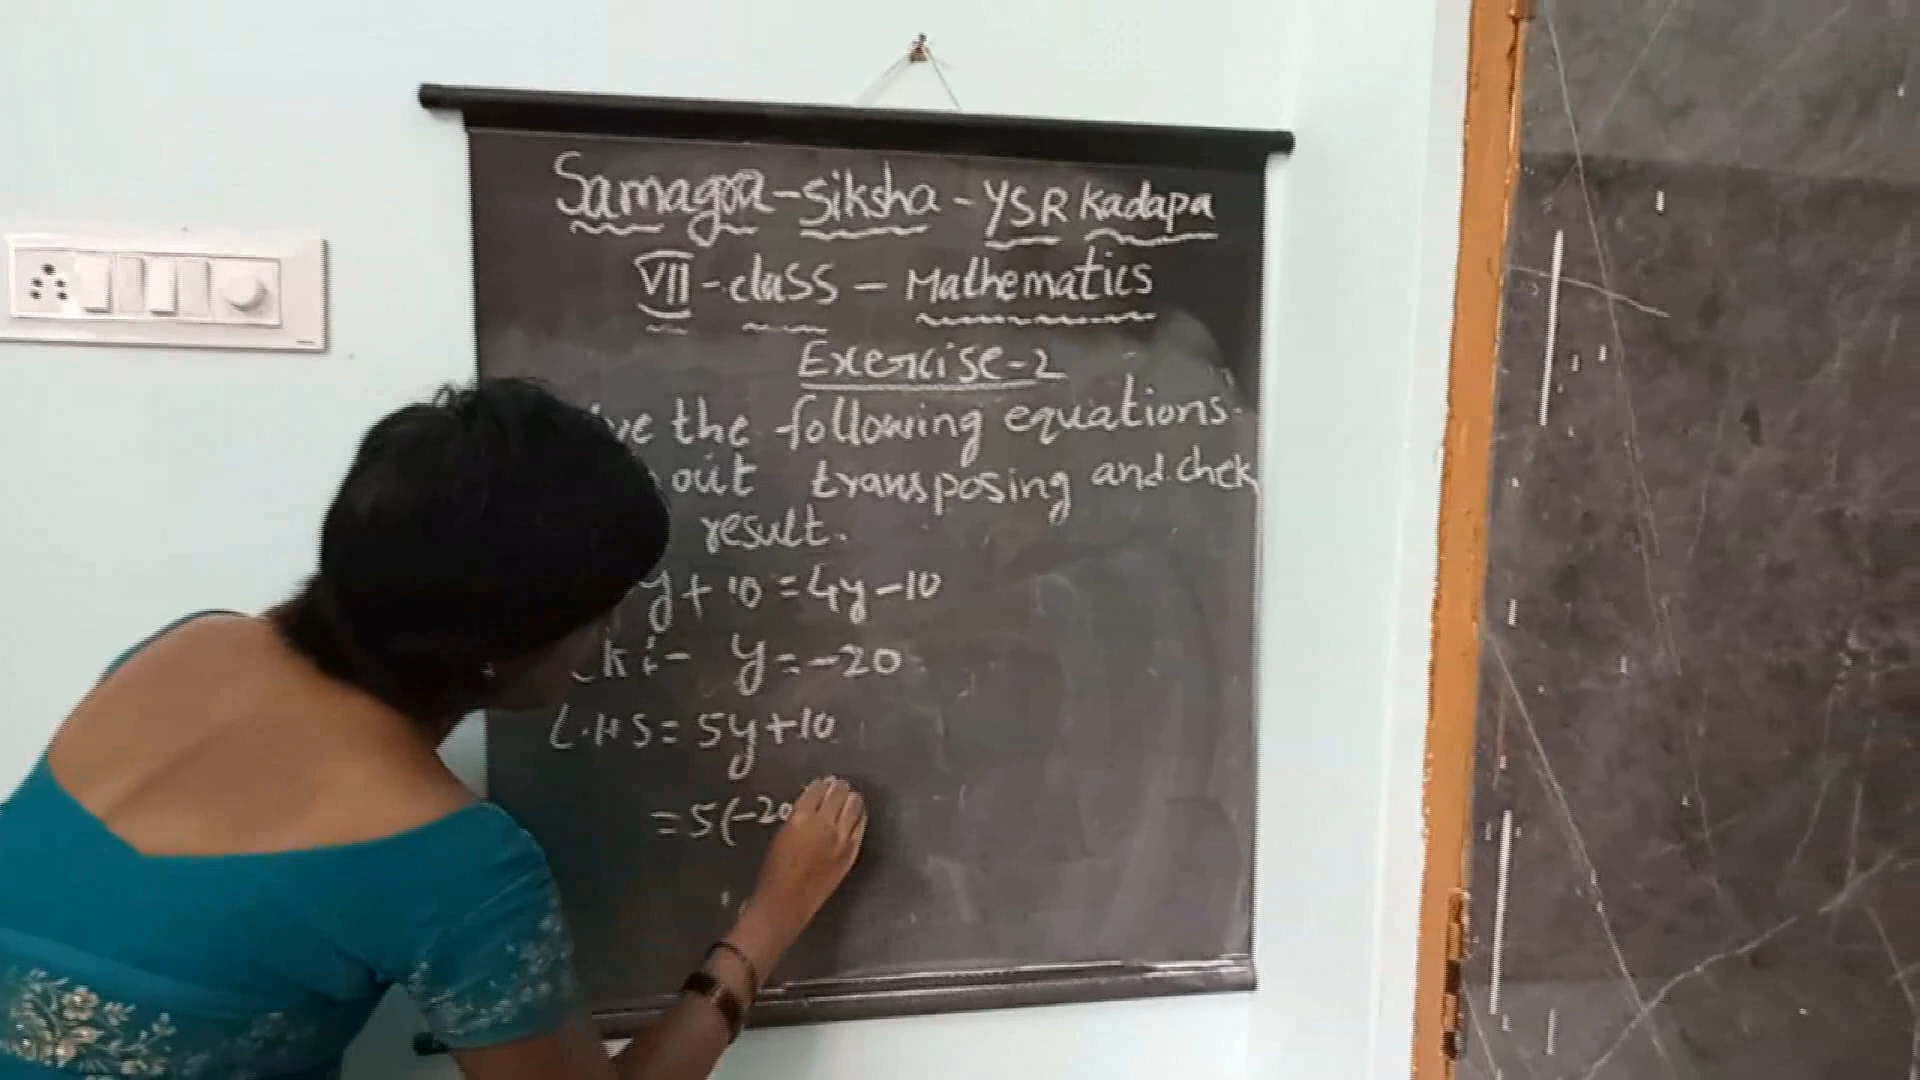 Samagra-Siksha - YSR Kadapa
VII - class - Mathematics
Exercise-2
the following equations.
out transposing and chek
result.
y+10=4y-10
y=-20
L.H.S=5y+10
=5(-20